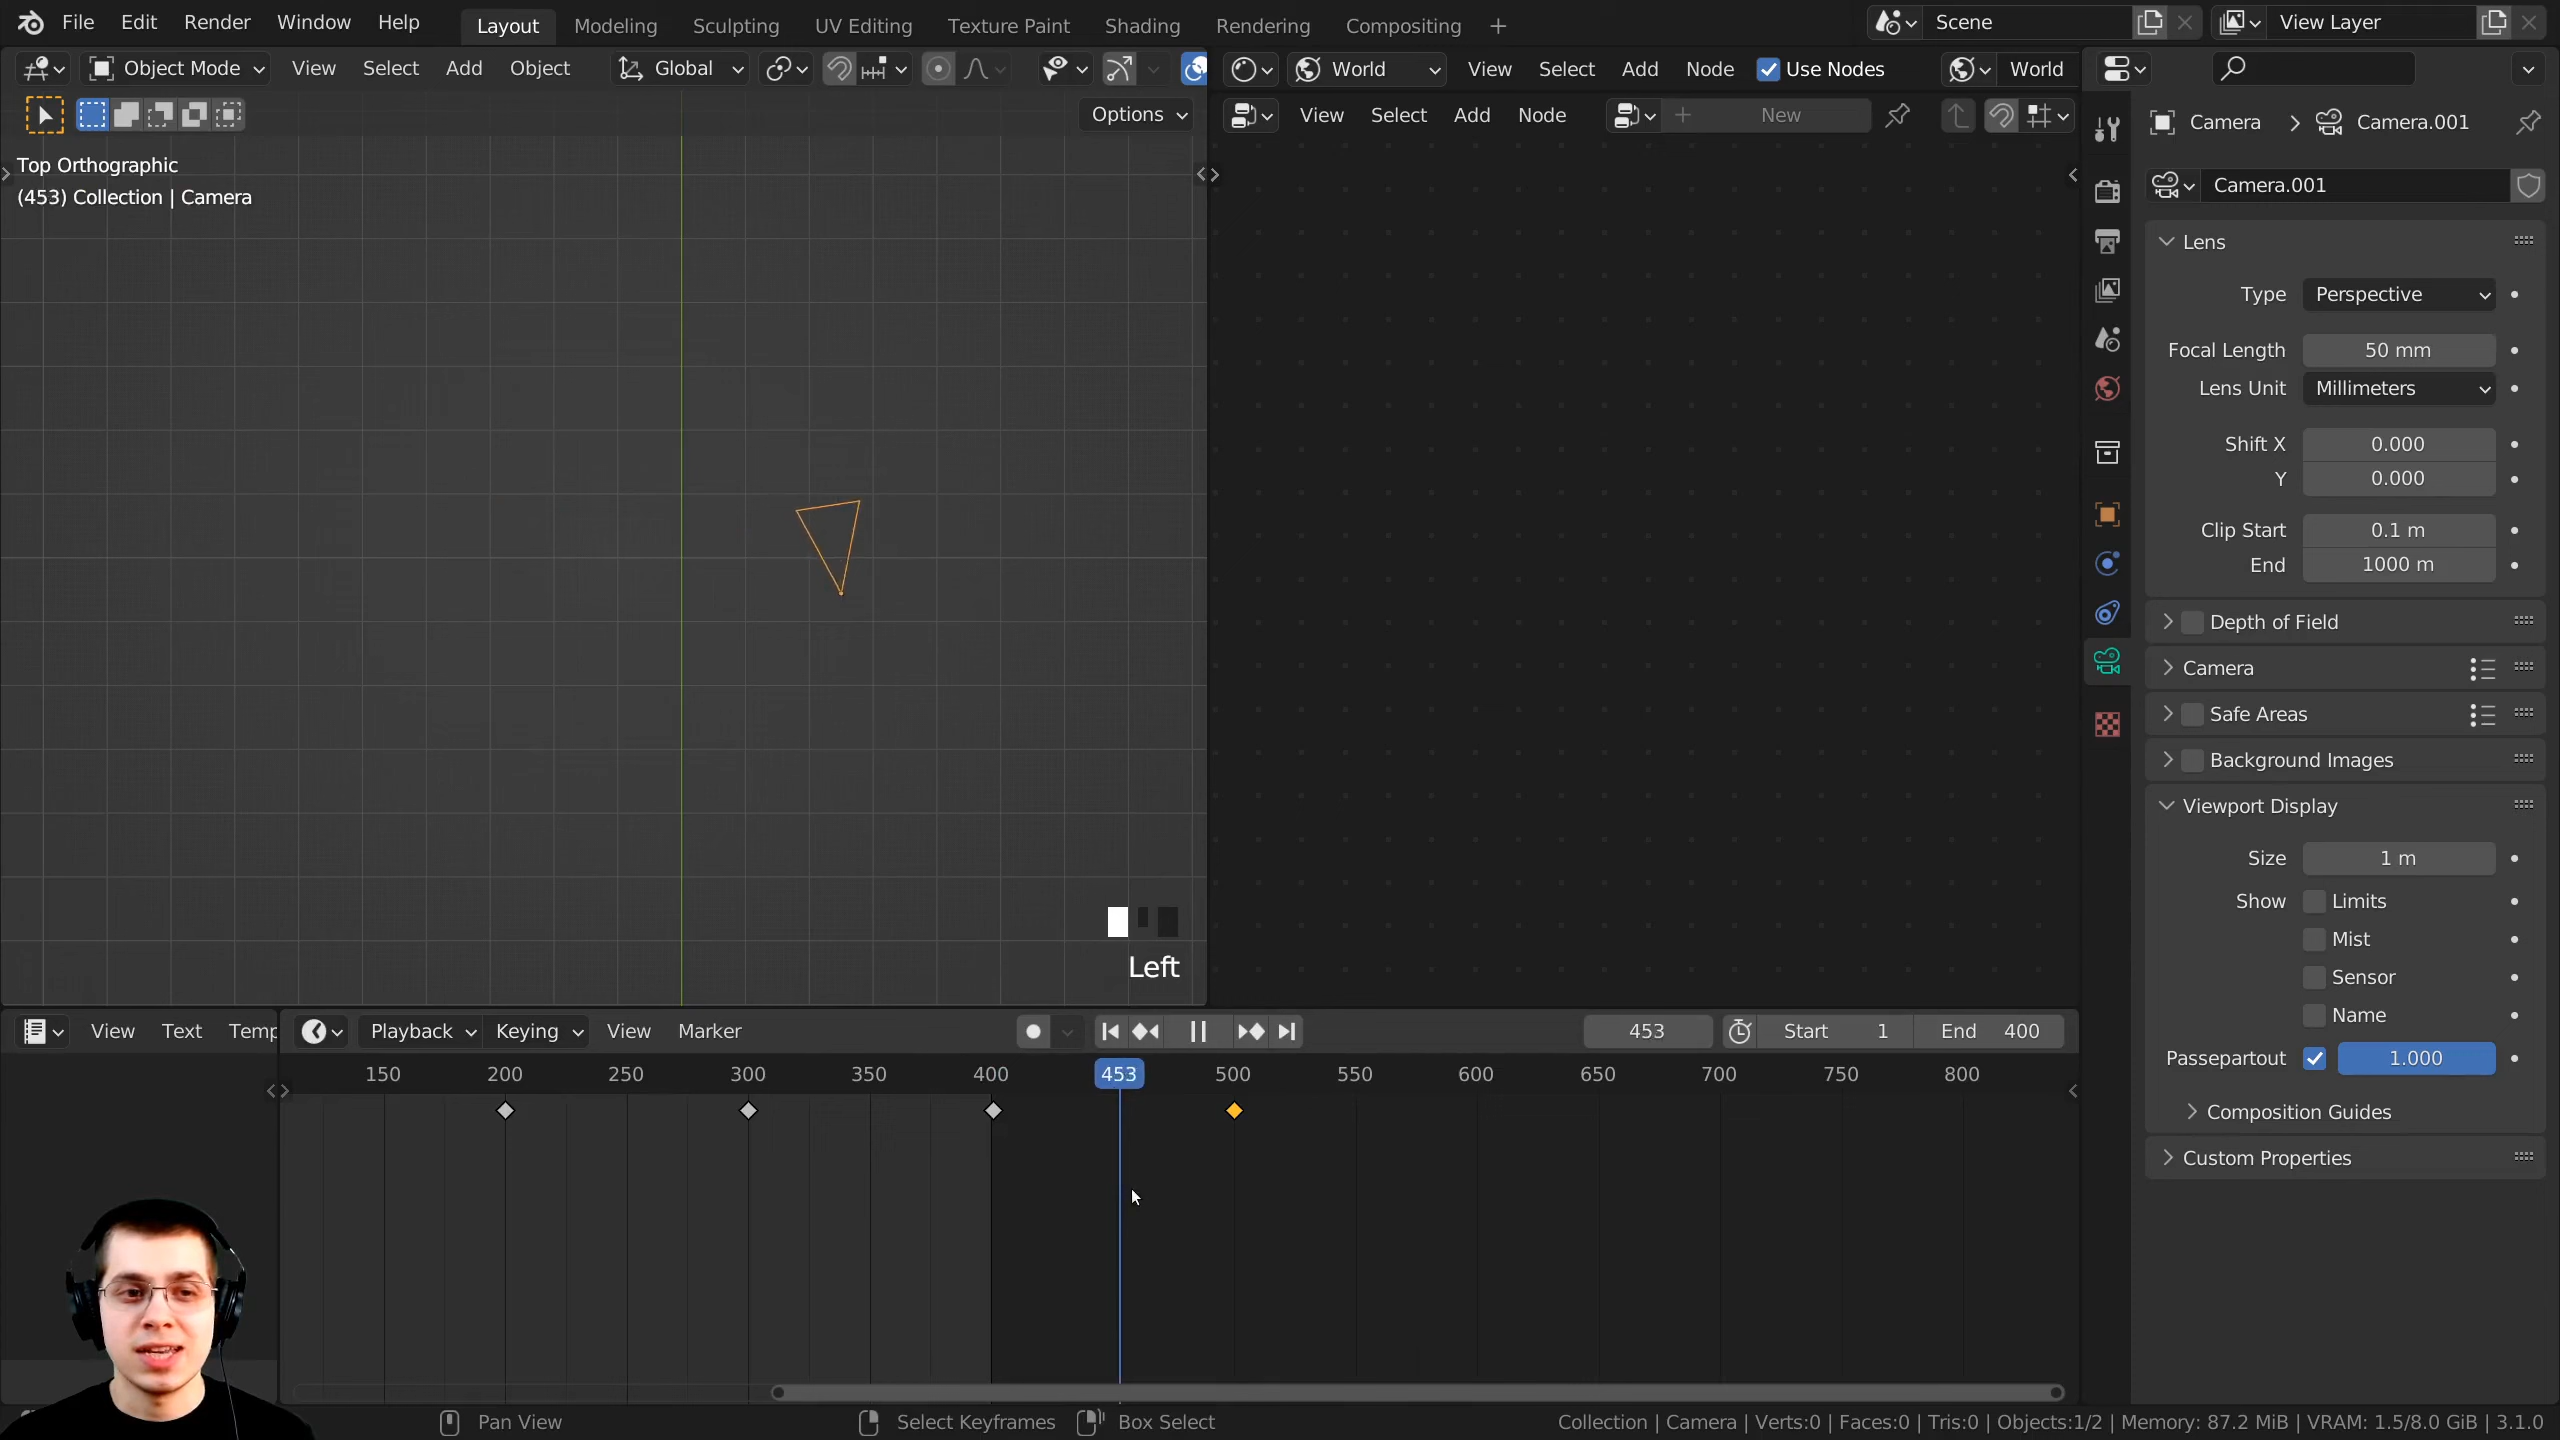 File Edit Render Window Help Layout Modeling Sculpting UV Editing Texture Paint Shading Rendering Compositing + Scene View Layer
Object Mode View Select Add Object Global World View Select Add Node Use Nodes World
Options View Select Add Node + New Camera Camera.001
Top Orthographic
(453) Collection | Camera
Left
Camera.001
Lens
Type Perspective
Focal Length 50 mm
Lens Unit Millimeters
Shift X 0.000
Y 0.000
Clip Start 0.1 m
End 1000 m
Depth of Field
Camera
Safe Areas
Background Images
Viewport Display
Size 1 m
Show Limits
Mist
Sensor
Name
Passepartout 1.000
Composition Guides
Custom Properties
View Text Temp Playback Keying View Marker 453 Start 1 End 400
150 200 250 300 350 400 453 500 550 600 650 700 750 800
Pan View Select Keyframes Box Select Collection | Camera | Verts:0 | Faces:0 | Tris:0 | Objects:1/2 | Memory: 87.2 MiB | VRAM: 1.5/8.0 GiB | 3.1.0